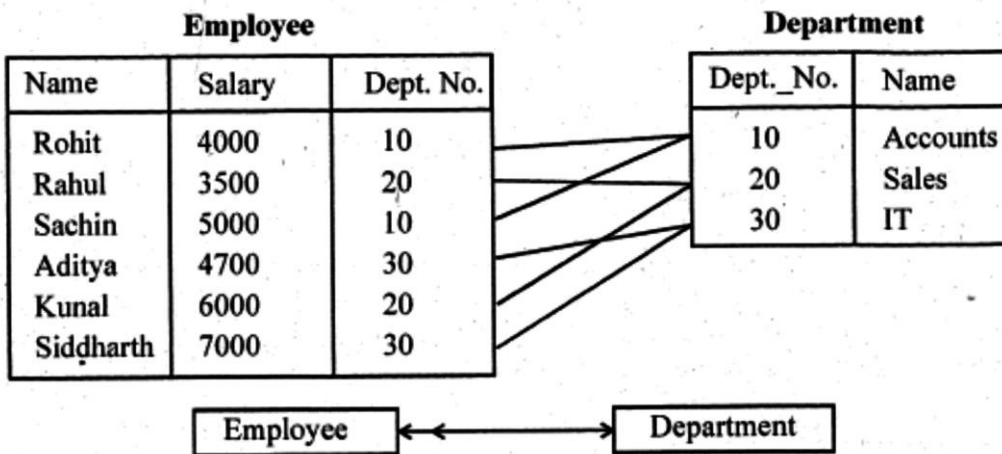 Employee
Name Salary Dept. No.
Rohit 4000 10
Rahul 3500 20
Sachin 5000 10
Aditya 4700 30
Kunal 6000 20
Siddharth 7000 30
Department
Dept._No. Name
10 Accounts
20 Sales
30 IT
Employee
Department